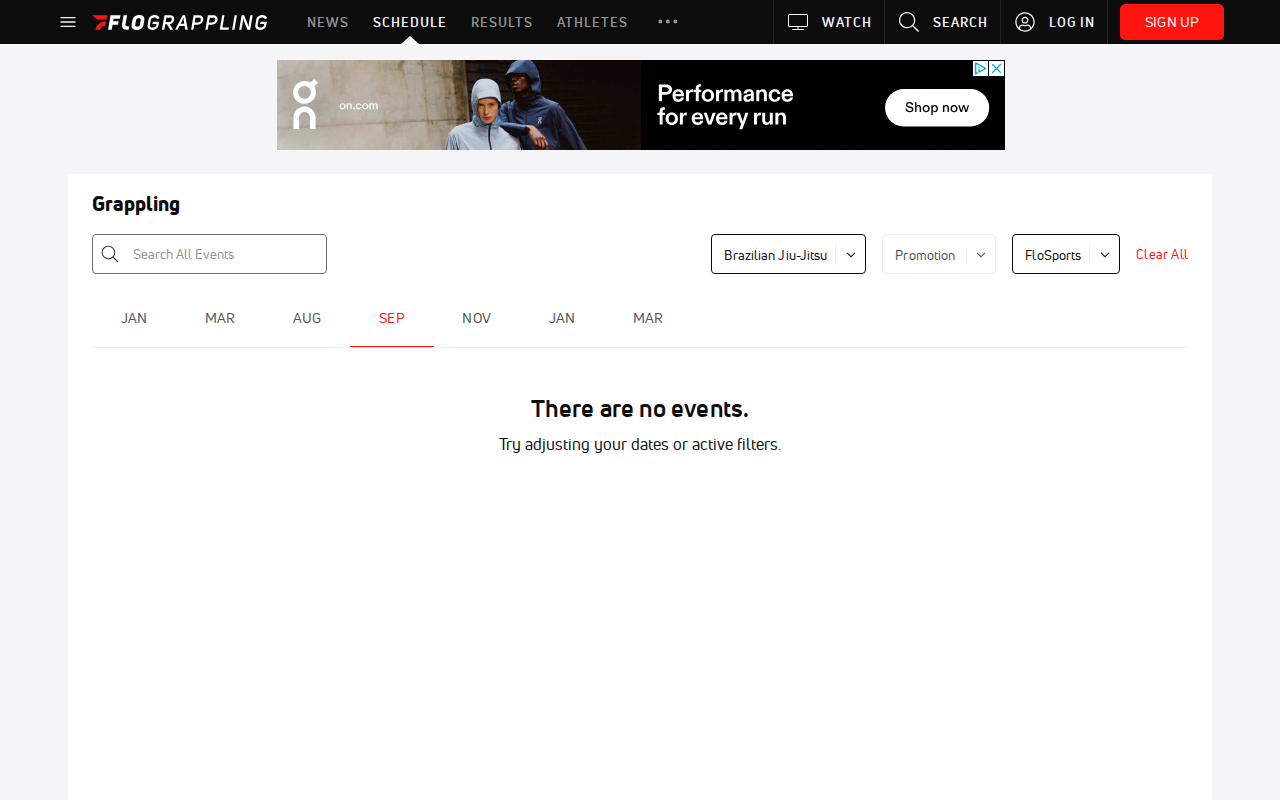 FLOGRAPPLING NEWS SCHEDULE RESULTS ATHLETES WATCH SEARCH LOG IN SIGN UP
on
on.com
Performance
for every run
Shop now
Grappling
Search All Events
Brazilian Jiu-Jitsu Promotion FloSports Clear All
JAN MAR AUG SEP NOV JAN MAR
There are no events.
Try adjusting your dates or active filters.